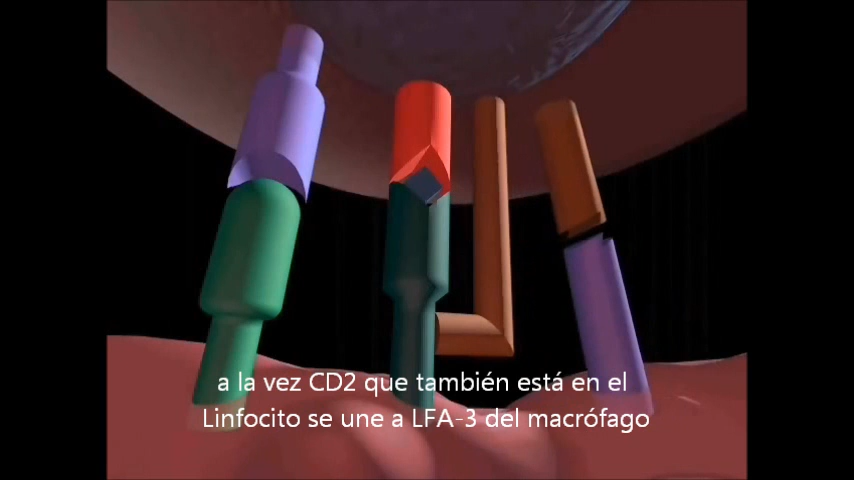 a la vez CD2 que también está en el
Linfocito se une a LFA-3 del macrófago